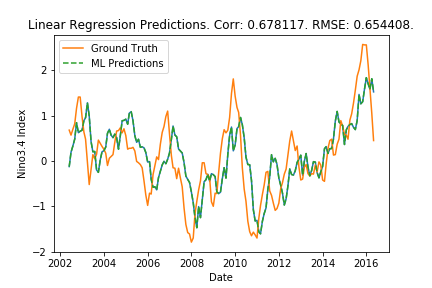 Linear Regression Predictions. Corr: 0.678117. RMSE: 0.654408.
Ground Truth
ML Predictions
Nino3.4 Index
2
1
0
−1
−2
2002 2004 2006 2008 2010 2012 2014 2016
Date